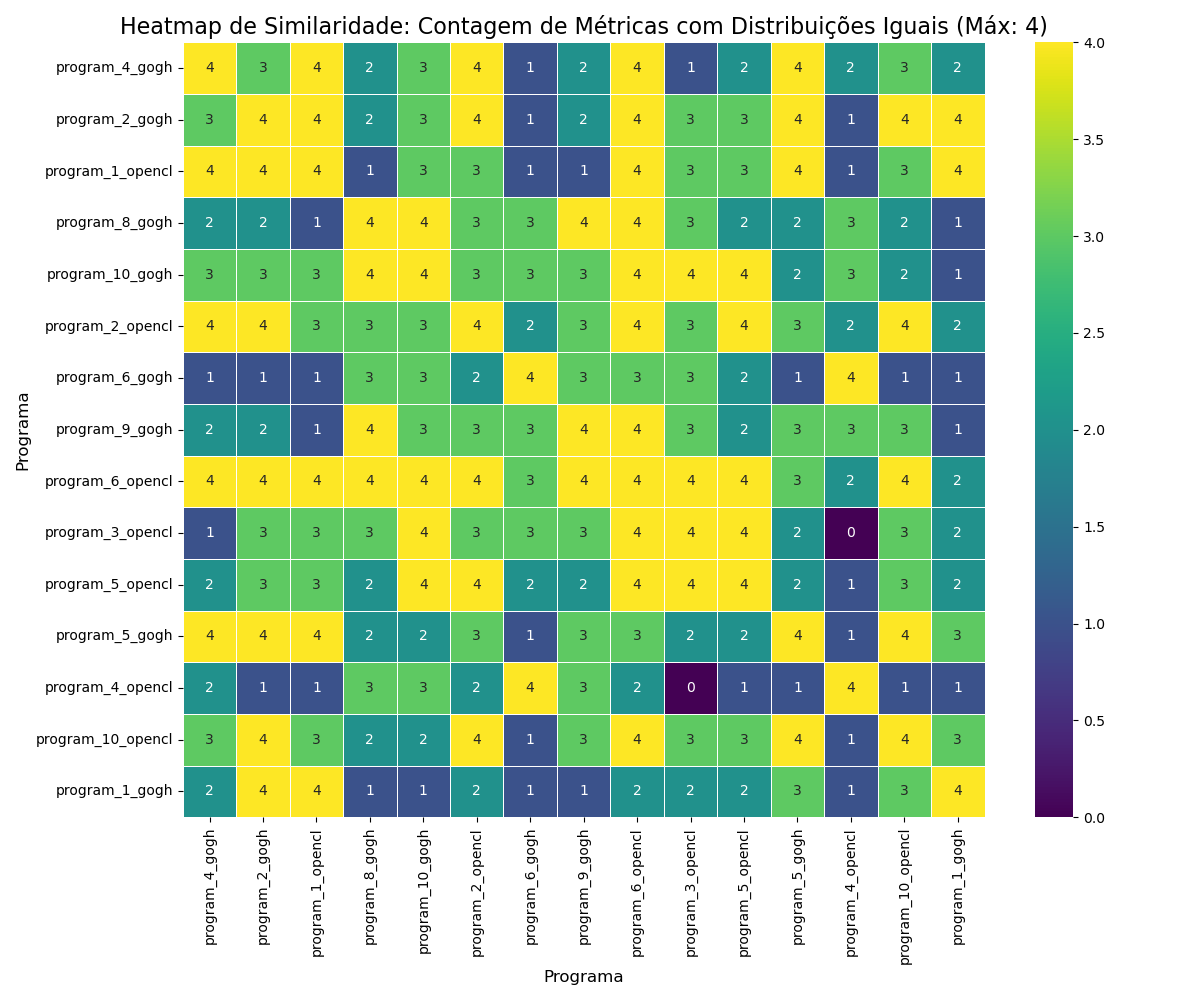 Heatmap de Similaridade: Contagem de Métricas com Distribuições Iguais (Máx: 4)
program_4_gogh 4 3 4 2 3 4 1 2 4 1 2 4 2 3 2
program_2_gogh 3 4 4 2 3 4 1 2 4 3 3 4 1 4 4
program_1_opencl 4 4 4 1 3 3 1 1 4 3 3 4 1 3 4
program_8_gogh 2 2 1 4 4 3 3 4 4 3 2 2 3 2 1
program_10_gogh 3 3 3 4 4 3 3 3 4 4 4 2 3 2 1
program_2_opencl 4 4 3 3 3 4 2 3 4 3 4 3 2 4 2
program_6_gogh 1 1 1 3 3 2 4 3 3 3 2 1 4 1 1
program_9_gogh 2 2 1 4 3 3 3 4 4 3 2 3 3 3 1
program_6_opencl 4 4 4 4 4 4 3 4 4 4 4 3 2 4 2
program_3_opencl 1 3 3 3 4 3 3 3 4 4 4 2 0 3 2
program_5_opencl 2 3 3 2 4 4 2 2 4 4 4 2 1 3 2
program_5_gogh 4 4 4 2 2 3 1 3 3 2 2 4 1 4 3
program_4_opencl 2 1 1 3 3 2 4 3 2 0 1 1 4 1 1
program_10_opencl 3 4 3 2 2 4 1 3 4 3 3 4 1 4 3
program_1_gogh 2 4 4 1 1 2 1 1 2 2 2 3 1 3 4
Programa
program_4_gogh
program_2_gogh
program_1_opencl
program_8_gogh
program_10_gogh
program_2_opencl
program_6_gogh
program_9_gogh
program_6_opencl
program_3_opencl
program_5_opencl
program_5_gogh
program_4_opencl
program_10_opencl
program_1_gogh
Programa
4.0
3.5
3.0
2.5
2.0
1.5
1.0
0.5
0.0